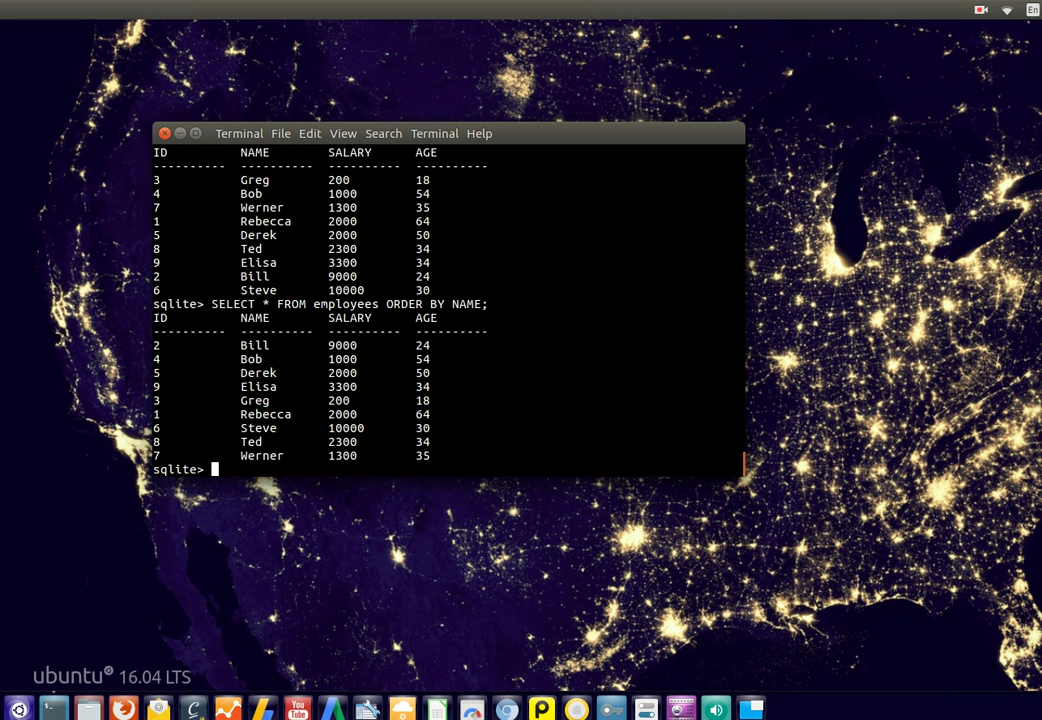 En
Terminal File Edit View Search Terminal Help
ID NAME SALARY AGE
---------- ---------- ---------- ----------
3 Greg 200 18
4 Bob 1000 54
7 Werner 1300 35
1 Rebecca 2000 64
5 Derek 2000 50
8 Ted 2300 34
9 Elisa 3300 34
2 Bill 9000 24
6 Steve 10000 30
sqlite> SELECT * FROM employees ORDER BY NAME;
ID NAME SALARY AGE
---------- ---------- ---------- ----------
2 Bill 9000 24
4 Bob 1000 54
5 Derek 2000 50
9 Elisa 3300 34
3 Greg 200 18
1 Rebecca 2000 64
6 Steve 10000 30
8 Ted 2300 34
7 Werner 1300 35
sqlite>
ubuntu 16.04 LTS
You
Tube